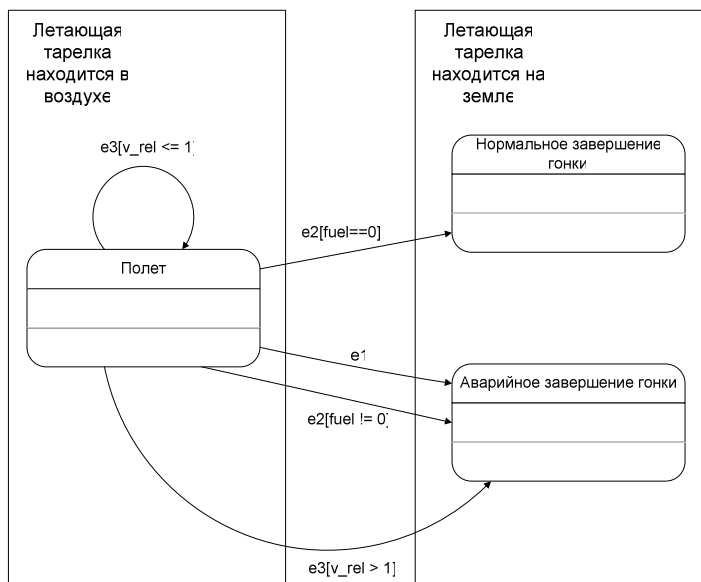 Летающая
тарелка
находится в
воздухе
Летающая
тарелка
находится на
земле
e3[v_rel <= 1]
Нормальное завершение
гонки
e2[fuel==0]
Полет
e1
Аварийное завершение гонки
e2[fuel != 0]
e3[v_rel > 1]